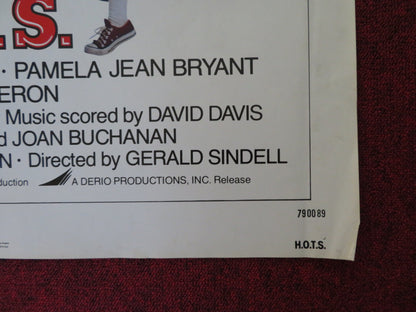 .S.
· PAMELA JEAN BRYANT
ERON
Music scored by DAVID DAVIS
d JOAN BUCHANAN
N · Directed by GERALD SINDELL
duction A DERIO PRODUCTIONS, INC. Release
790089
H.O.T.S.